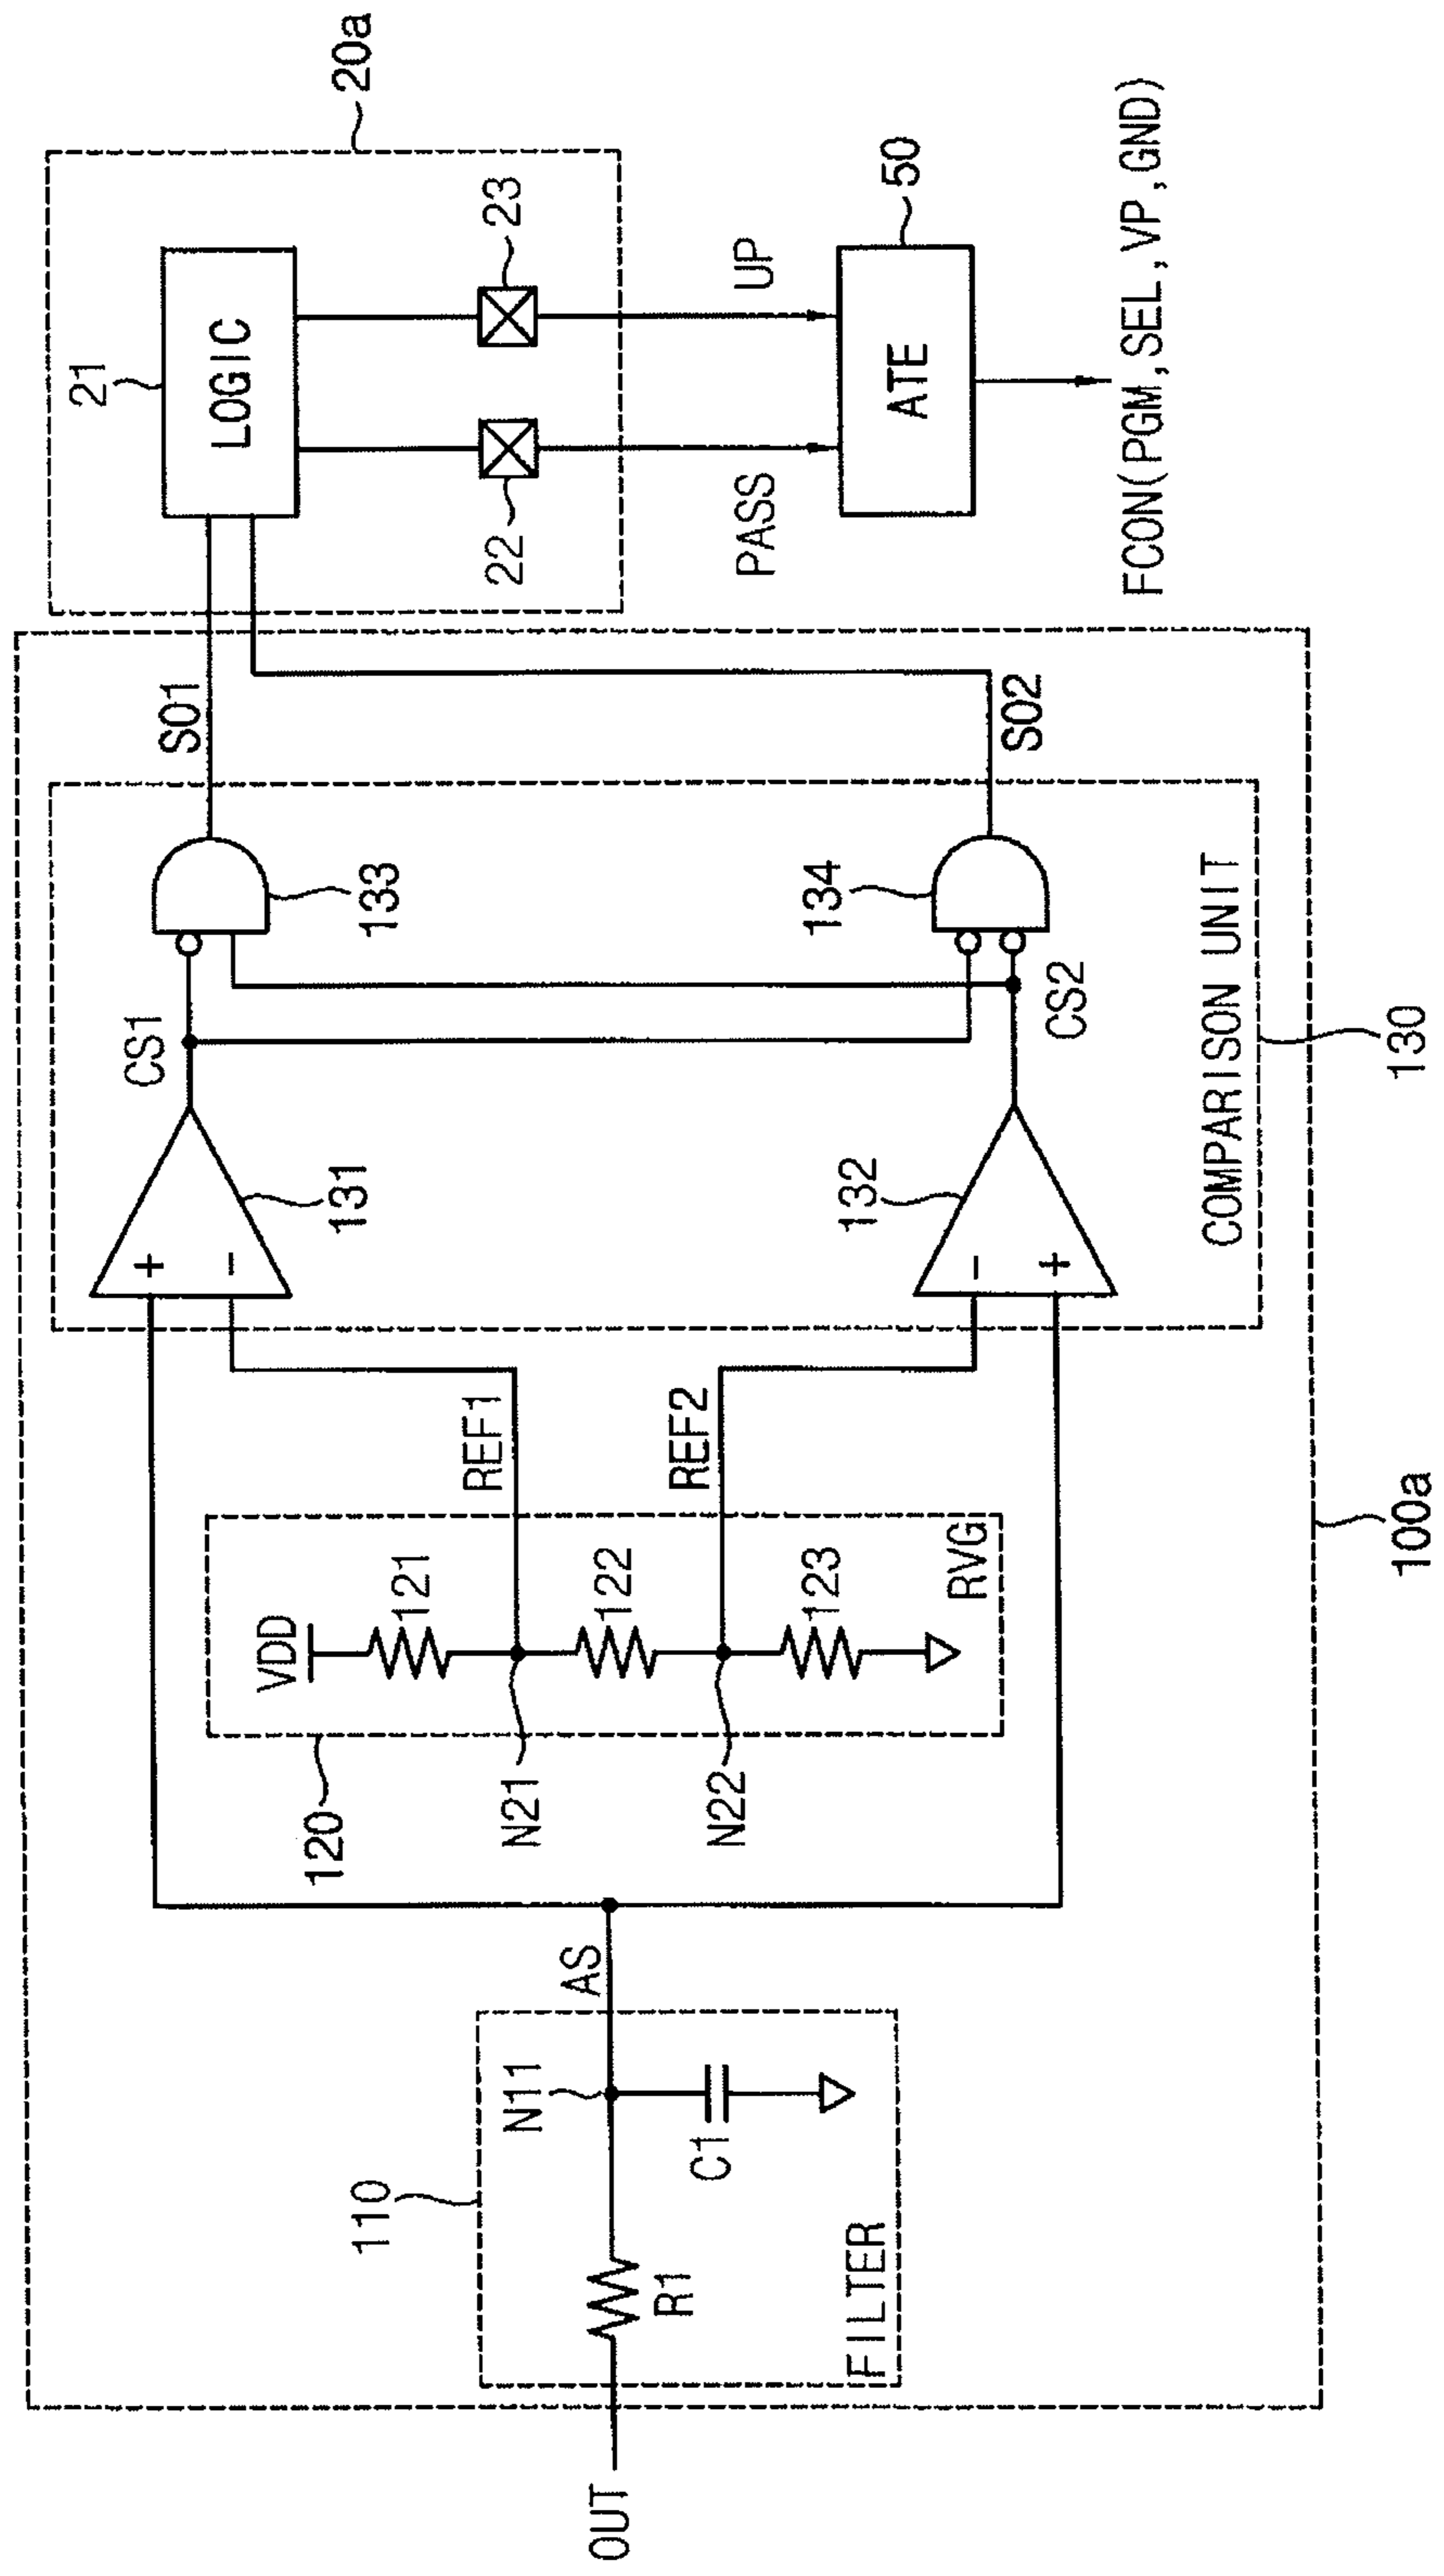 100a
20a
120
130
131
133
21
LOGIC
CS1
SO1
VDD
121
REF1
N21
110
N11
AS
22
23
122
REF2
N22
132
134
OUT
R1
C1
PASS
UP
50
ATE
123
RVG
FILTER
CS2
SO2
COMPARISON UNIT
FCON(PGM,SEL,VP,GND)
+
-
-
+